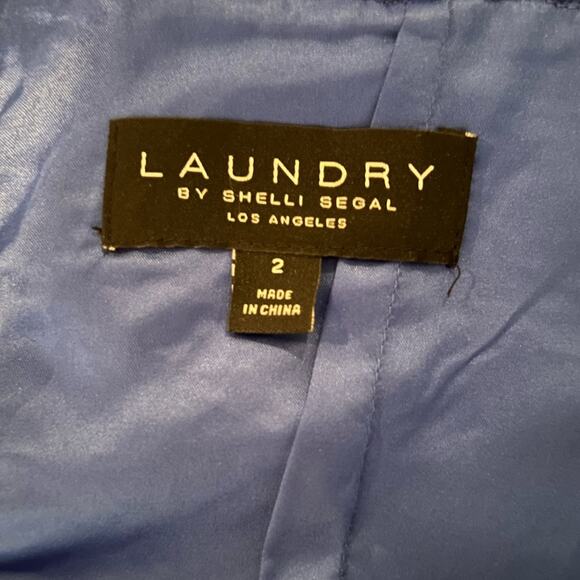 LAUNDRY
BY SHELLI SEGAL
LOS ANGELES
2
MADE
IN CHINA